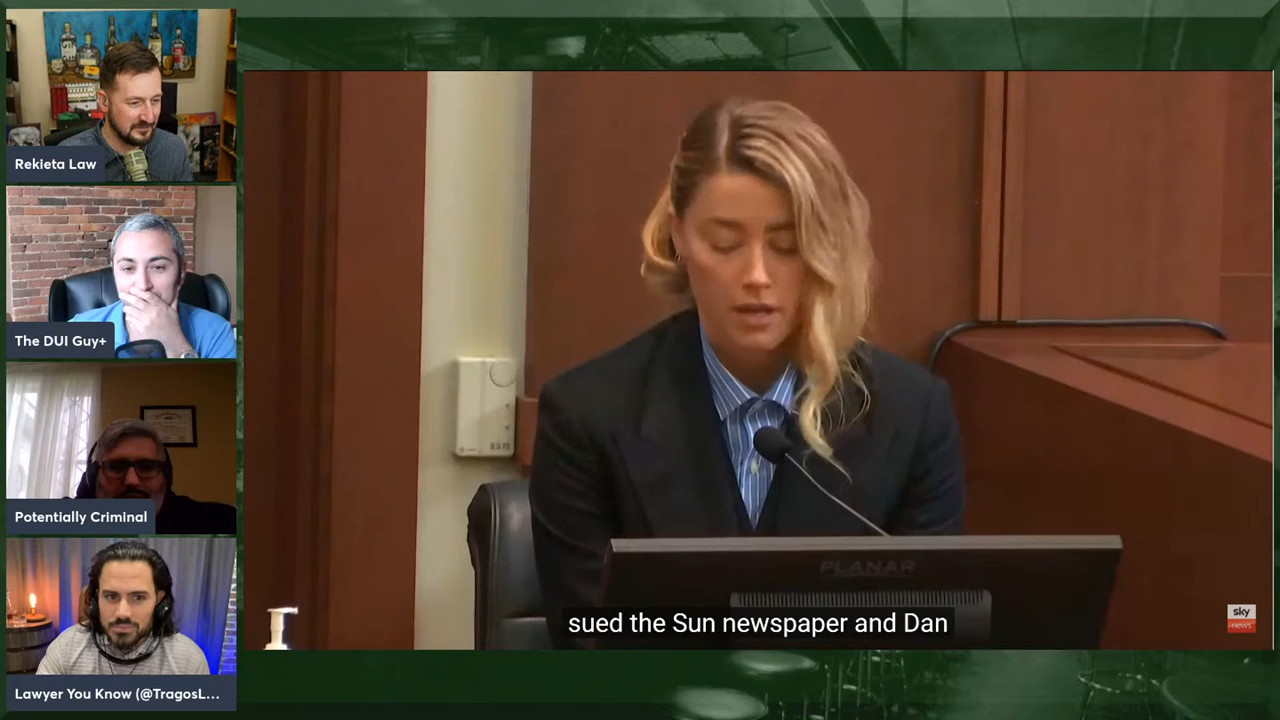 Rekieta Law
The DUI Guy+
Potentially Criminal
Lawyer You Know (@TragosL...
PLANAR
sued the Sun newspaper and Dan
sky
news